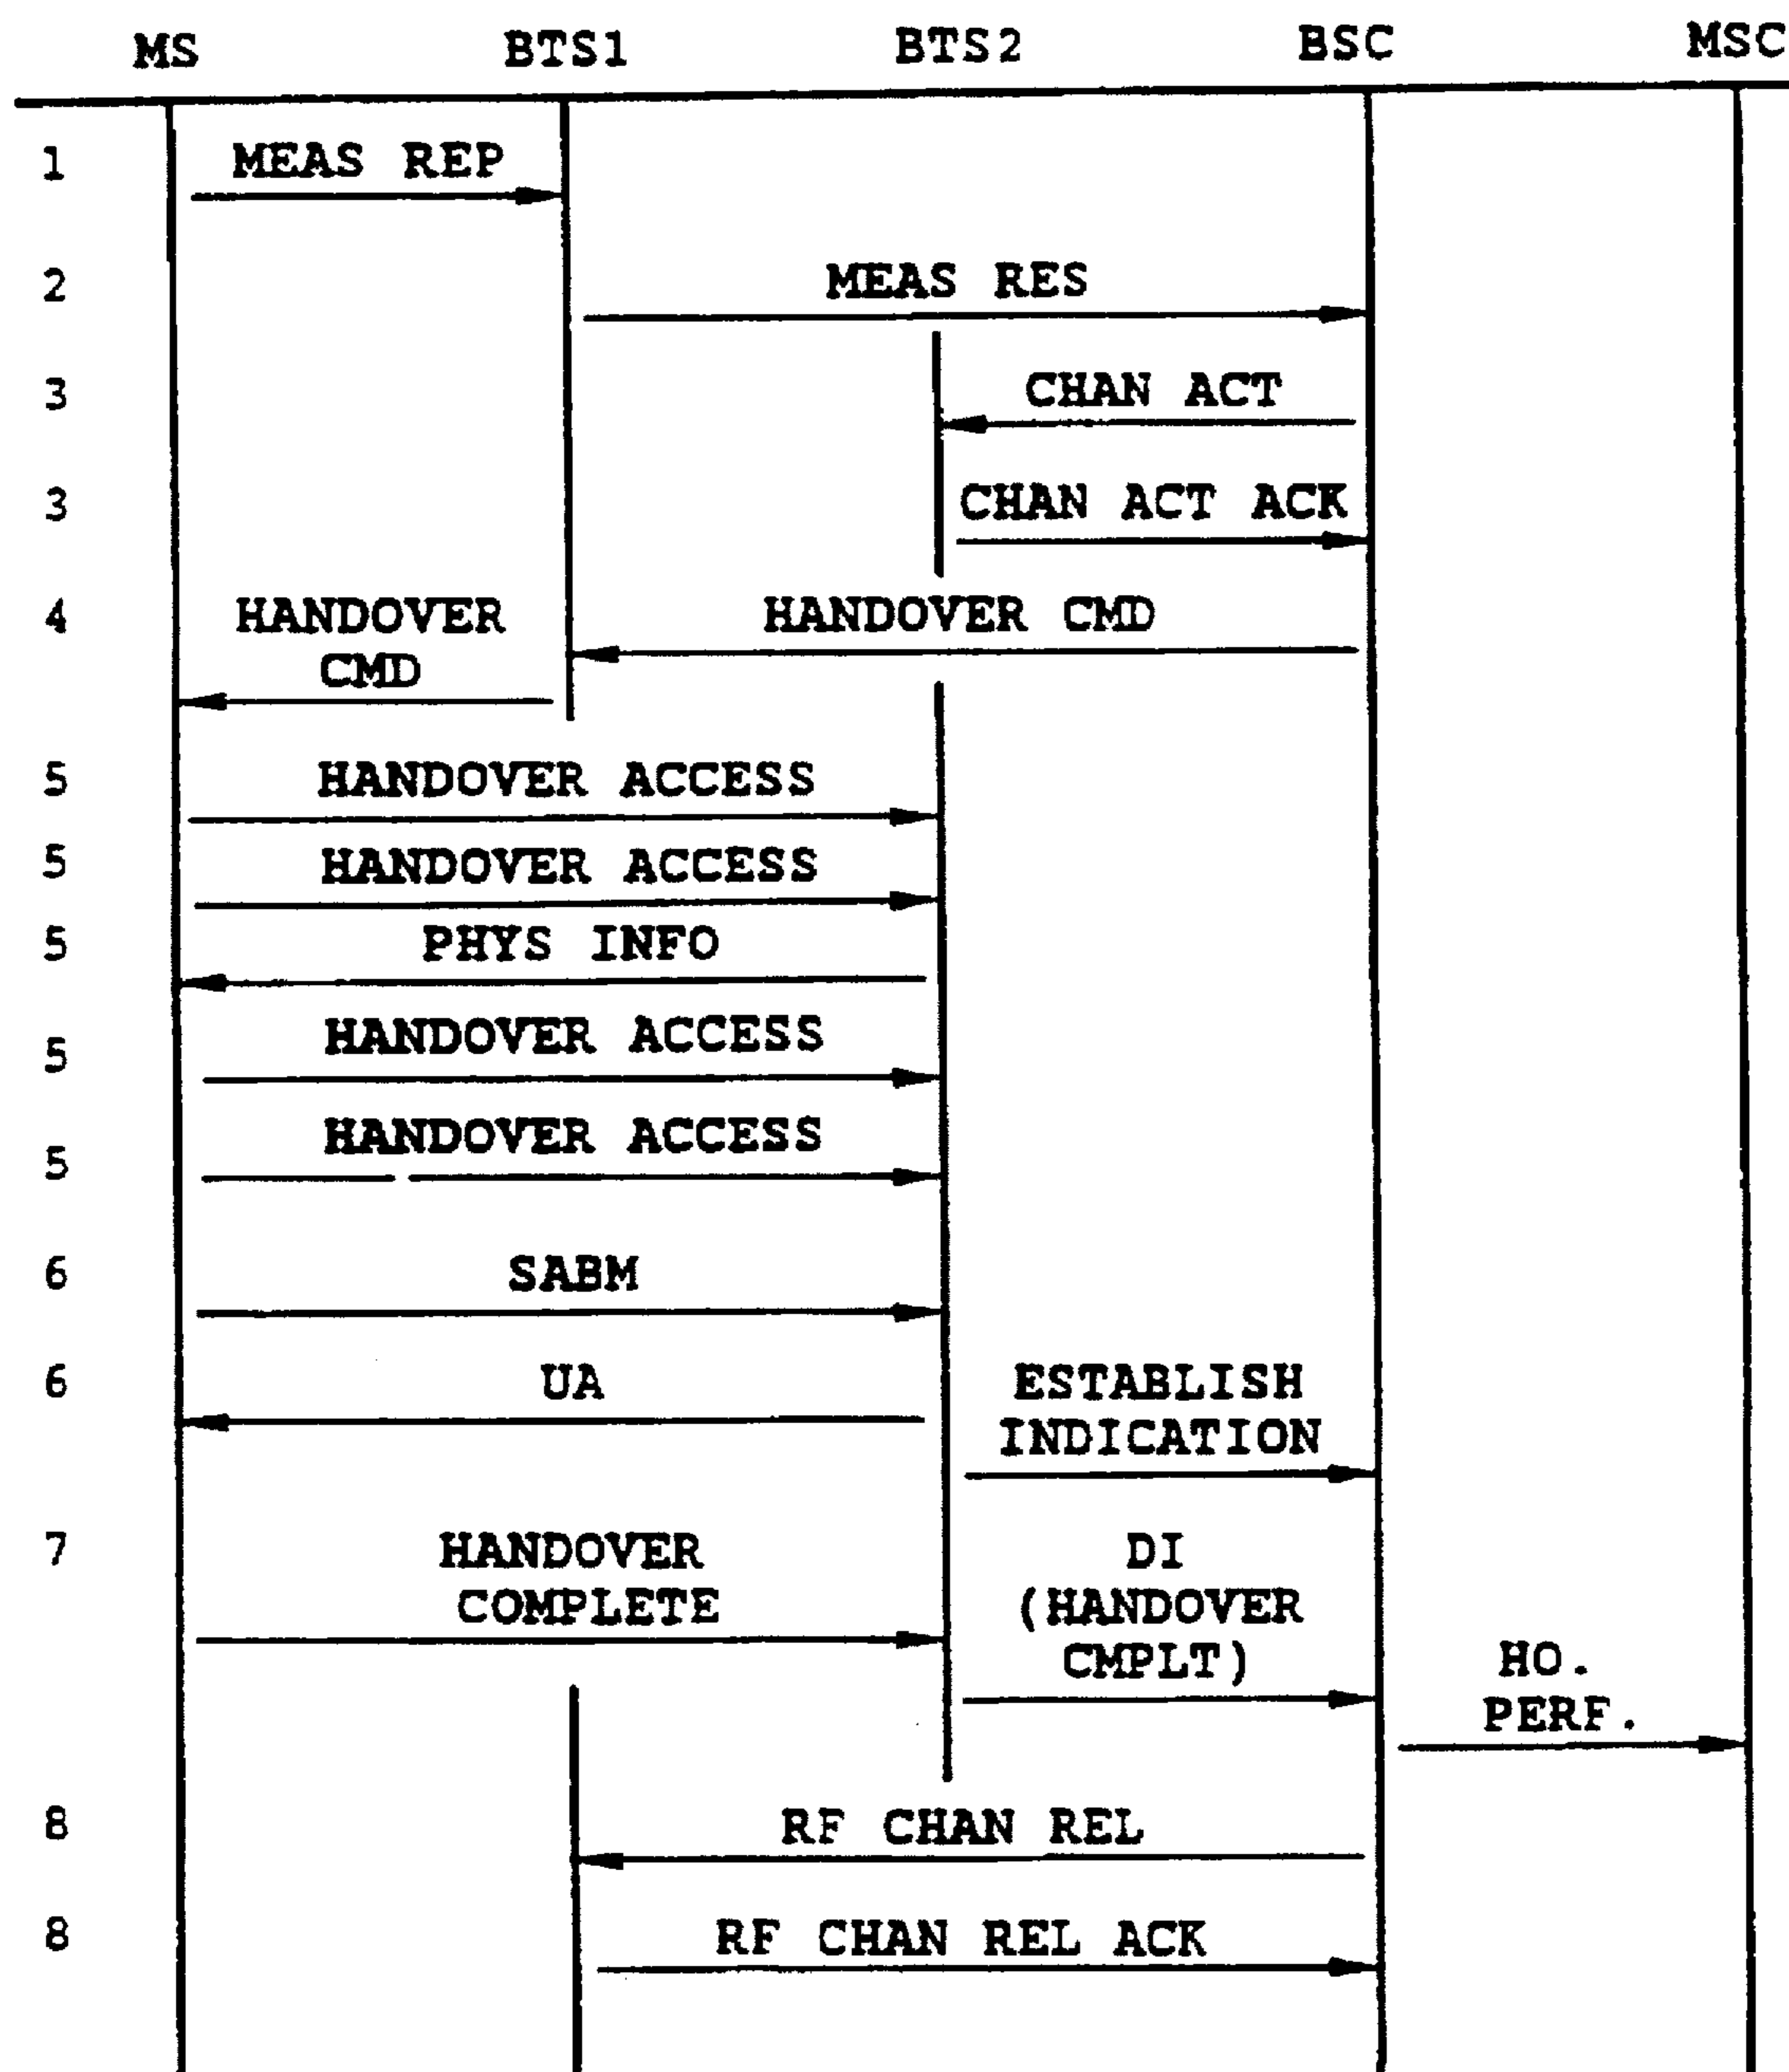 MS BTS1 BTS2 BSC MSC
1 MEAS REP
2 MEAS RES
3 CHAN ACT
3 CHAN ACT ACK
4 HANDOVER HANDOVER CMD
CMD
5 HANDOVER ACCESS
5 HANDOVER ACCESS
5 PHYS INFO
5 HANDOVER ACCESS
5 HANDOVER ACCESS
6 SABM
6 UA ESTABLISH
INDICATION
7 HANDOVER DI
COMPLETE (HANDOVER
CMPLT) HO.
PERF.
8 RF CHAN REL
8 RF CHAN REL ACK